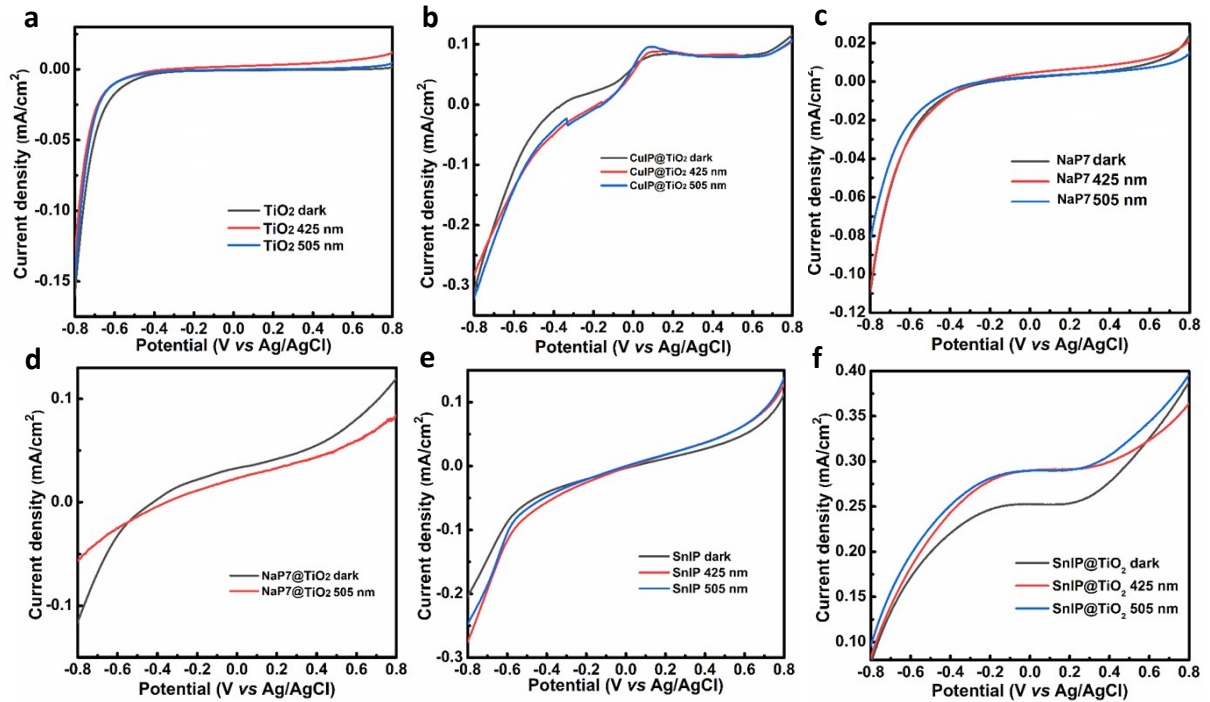 a
Current density (mA/cm²)
0.00
-0.05
-0.10
-0.15
TiO₂ dark
TiO₂ 425 nm
TiO₂ 505 nm
-0.8 -0.6 -0.4 -0.2 0.0 0.2 0.4 0.6 0.8
Potential (V vs Ag/AgCl)
b
Current density (mA/cm²)
0.1
0.0
-0.1
-0.2
-0.3
CuIP@TiO₂ dark
CuIP@TiO₂ 425 nm
CuIP@TiO₂ 505 nm
-0.8 -0.6 -0.4 -0.2 0.0 0.2 0.4 0.6 0.8
Potential (V vs Ag/AgCl)
c
Current density (mA/cm²)
0.02
0.00
-0.02
-0.04
-0.06
-0.08
-0.10
-0.12
NaP7 dark
NaP7 425 nm
NaP7 505 nm
-0.8 -0.6 -0.4 -0.2 0.0 0.2 0.4 0.6 0.8
Potential (V vs Ag/AgCl)
d
Current density (mA/cm²)
0.1
0.0
-0.1
NaP7@TiO₂ dark
NaP7@TiO₂ 505 nm
-0.8 -0.6 -0.4 -0.2 0.0 0.2 0.4 0.6 0.8
Potential (V vs Ag/AgCl)
e
Current density (mA/cm²)
0.1
0.0
-0.1
-0.2
-0.3
SnIP dark
SnIP 425 nm
SnIP 505 nm
-0.8 -0.6 -0.4 -0.2 0.0 0.2 0.4 0.6 0.8
Potential (V vs Ag/AgCl)
f
Current density (mA/cm²)
0.40
0.35
0.30
0.25
0.20
0.15
0.10
SnIP@TiO₂ dark
SnIP@TiO₂ 425 nm
SnIP@TiO₂ 505 nm
-0.8 -0.6 -0.4 -0.2 0.0 0.2 0.4 0.6 0.8
Potential (V vs Ag/AgCl)